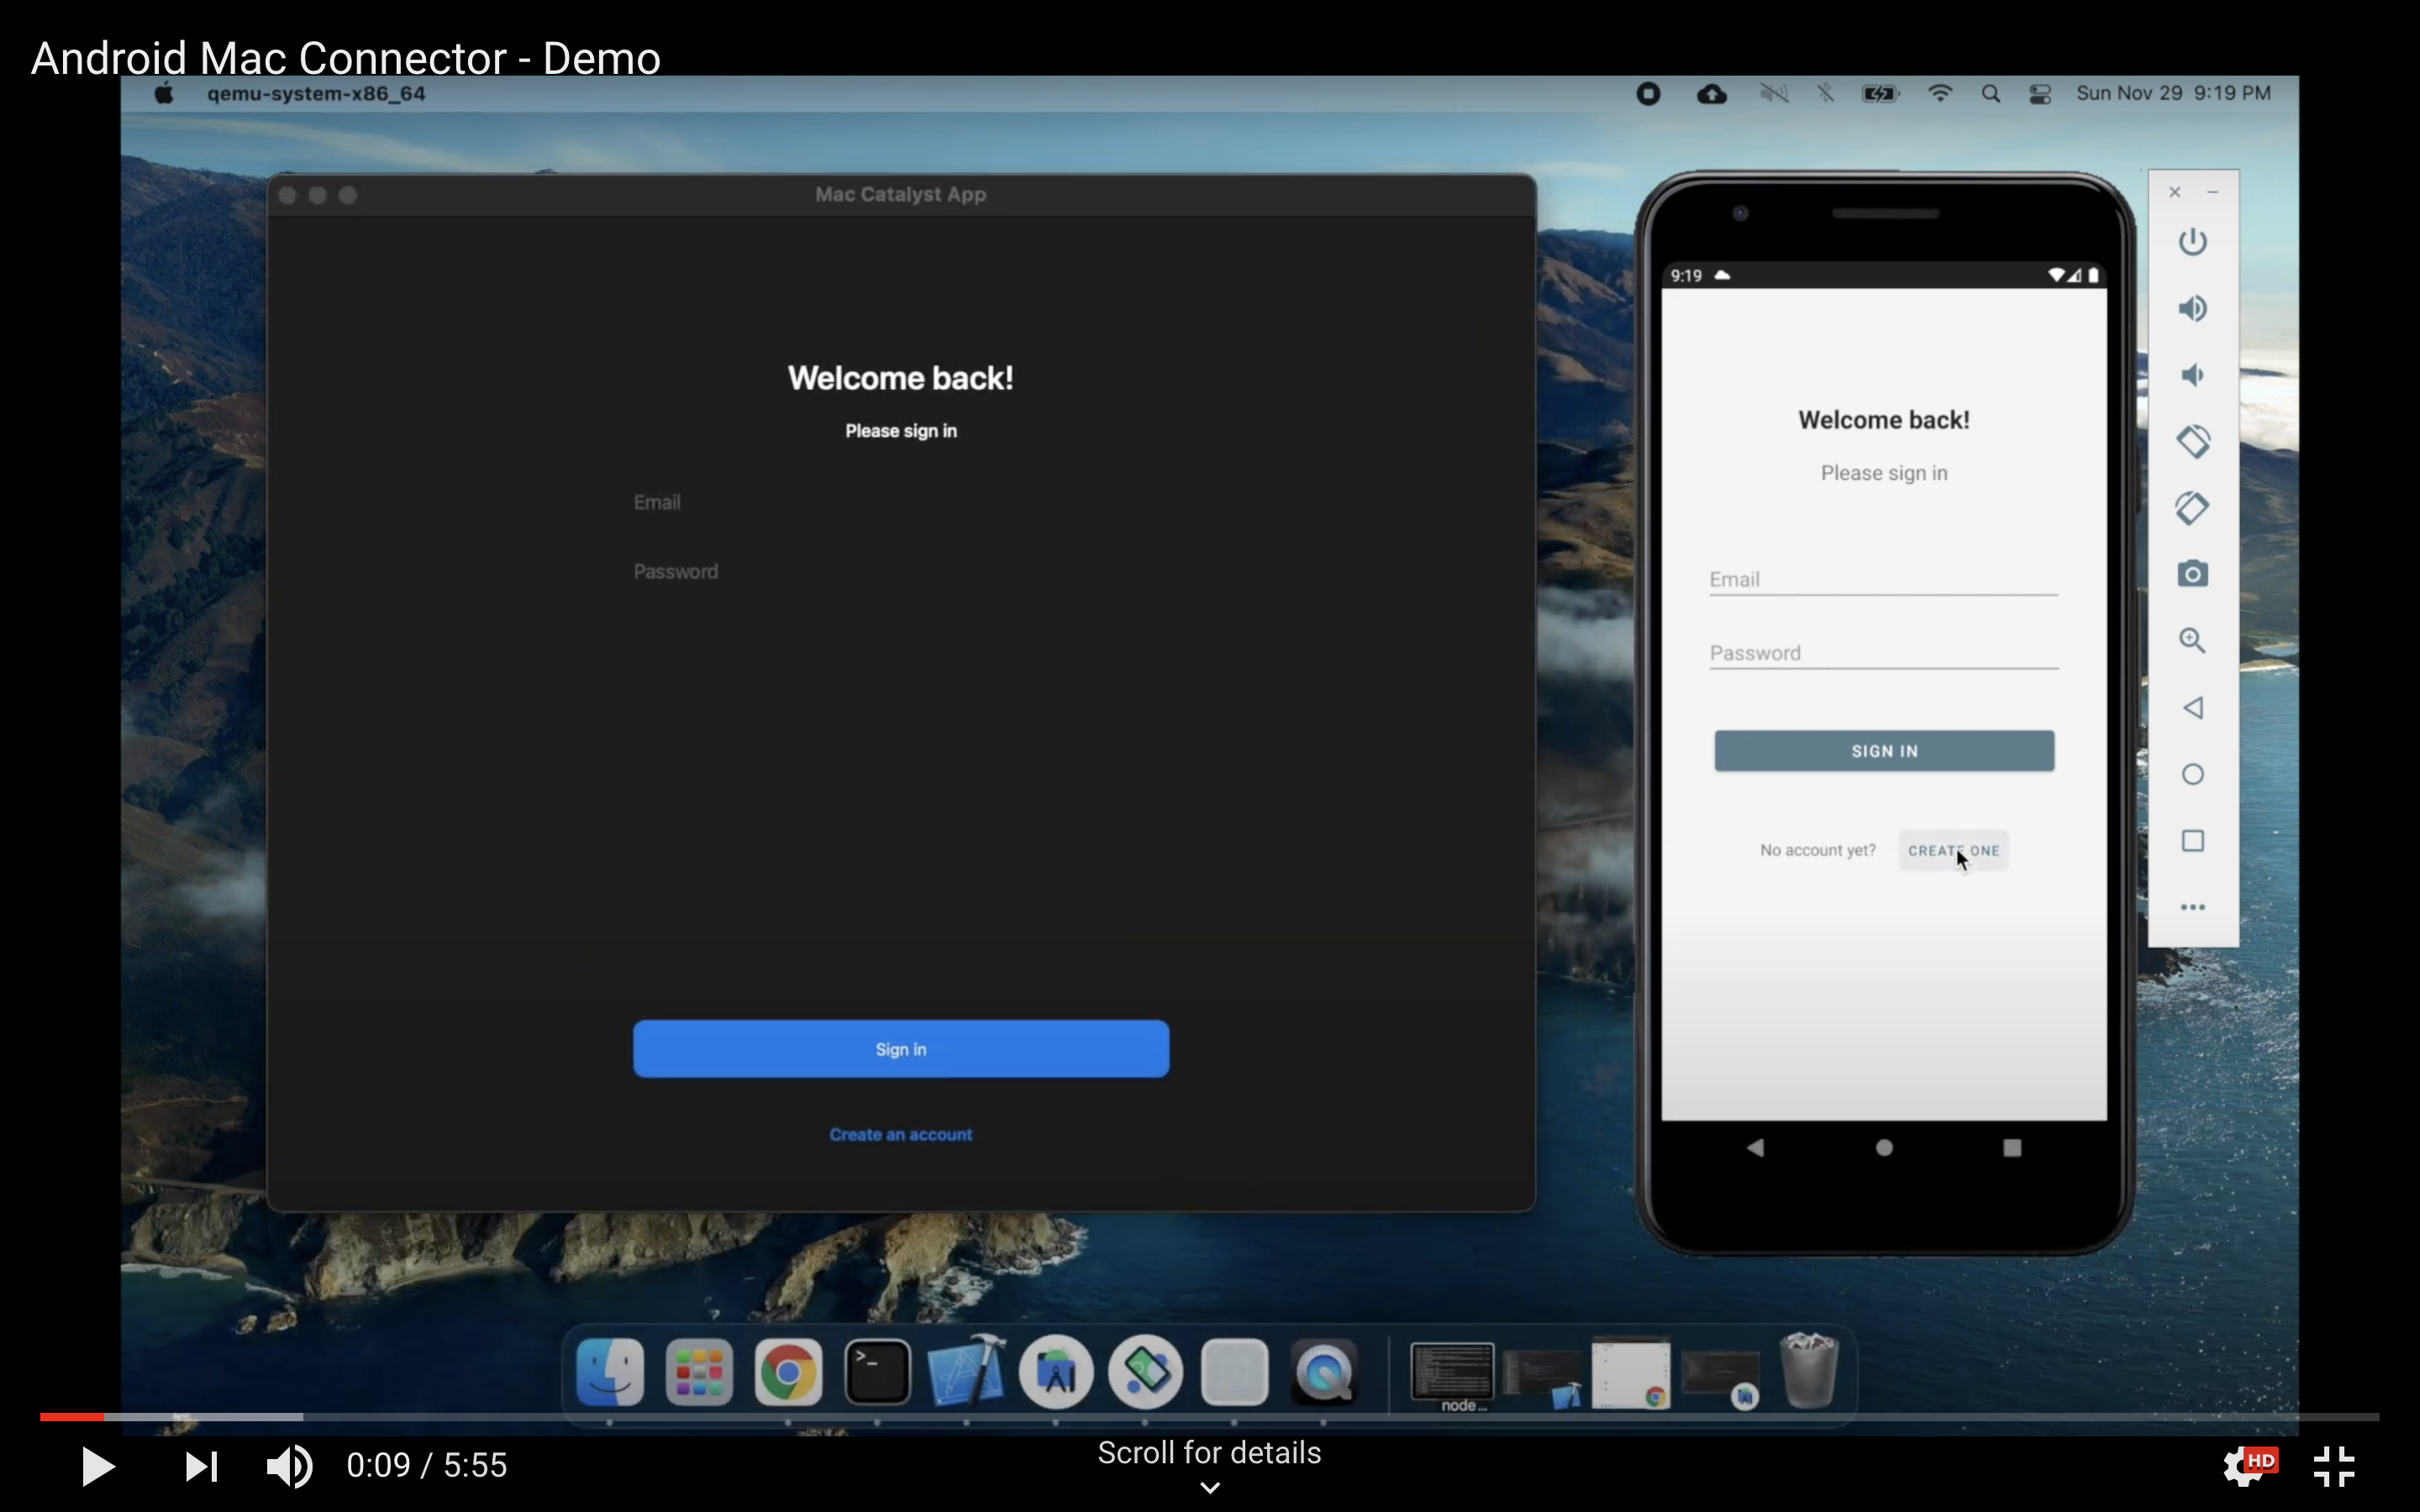 Android Mac Connector - Demo
qemu-system-x86_64
Sun Nov 29 9:19 PM
Mac Catalyst App
Welcome back!
Please sign in
Email
Password
Sign in
Create an account
9:19
Welcome back!
Please sign in
Email
Password
SIGN IN
No account yet? CREATE ONE
>_
node...
0:09 / 5:55
Scroll for details
HD